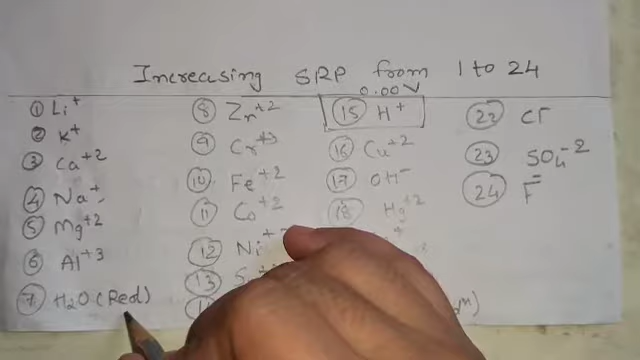 Increasing SRP from 1 to 24
0.00V
① Li⁺
② K⁺
③ Ca⁺²
④ Na⁺
⑤ Mg⁺²
⑥ Al⁺³
⑦ H₂O (Red)
⑧ Zn⁺²
⑨ Cr⁺³
⑩ Fe⁺²
⑪ Co⁺²
⑫ Ni⁺
⑬ S
⑮ H⁺
⑯ Cu⁺²
⑰ OH⁻
⑱ Hg⁺²
㉒ Cl⁻
㉓ SO₄⁻²
㉔ F⁻